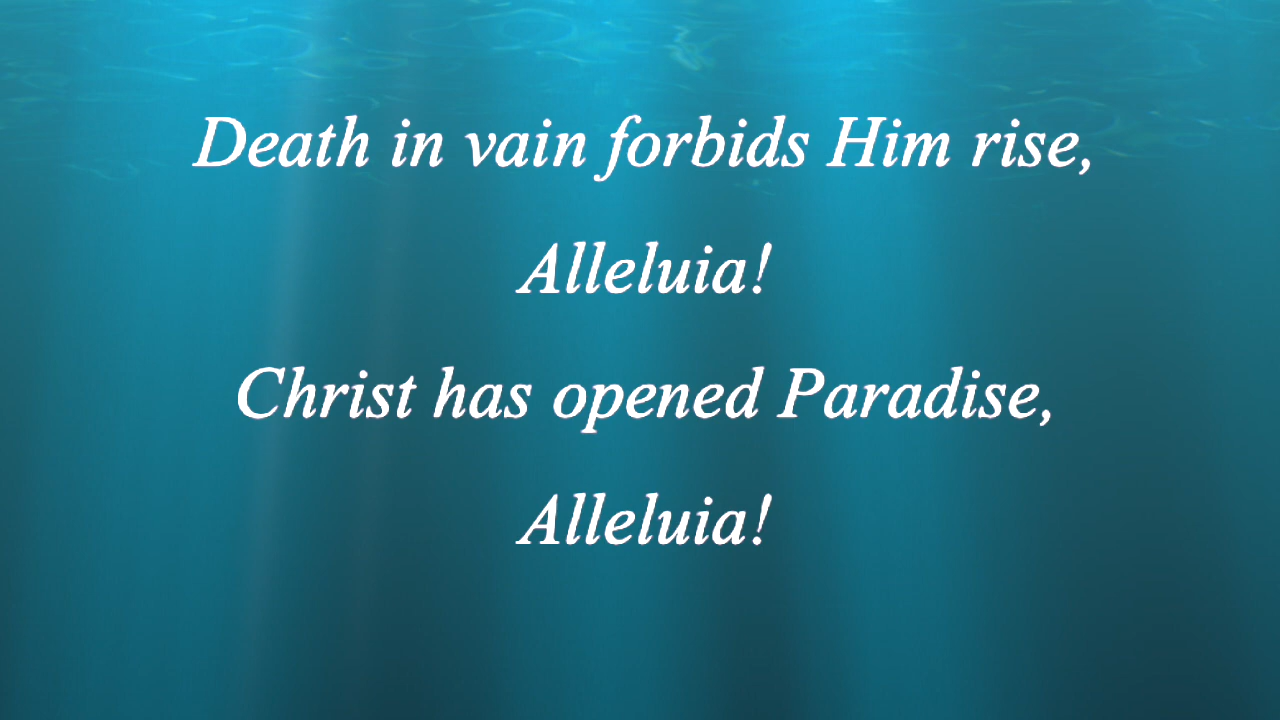 Death in vain forbids Him rise,
Alleluia!
Christ has opened Paradise,
Alleluia!